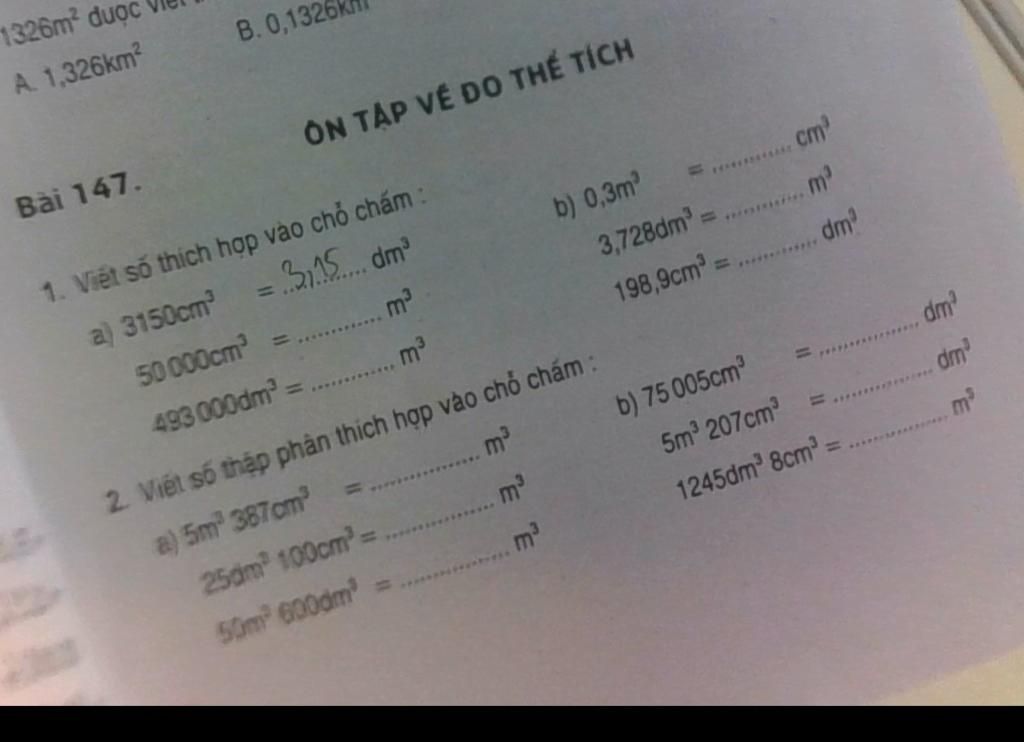 1326m² được viết
A. 1,326km²
B. 0,1326km
ÔN TẬP VỀ ĐO THỂ TÍCH
Bài 147.
1. Viết số thích hợp vào chỗ chấm :
a) 3150cm³ = ...3,15... dm³
b) 0,3m³ = ............. cm³
50 000cm³ = ............. m³
3,728dm³ = ............. m³
493 000dm³ = ............. m³
198,9cm³ = ............. dm³
2. Viết số thập phân thích hợp vào chỗ chấm :
a) 5m³ 387cm³ = ................. m³
b) 75 005cm³ = ................. dm³
25dm³ 100cm³ = ................. m³
5m³ 207cm³ = ................. dm³
50m³ 600dm³ = ................. m³
1245dm³ 8cm³ = ................. m³